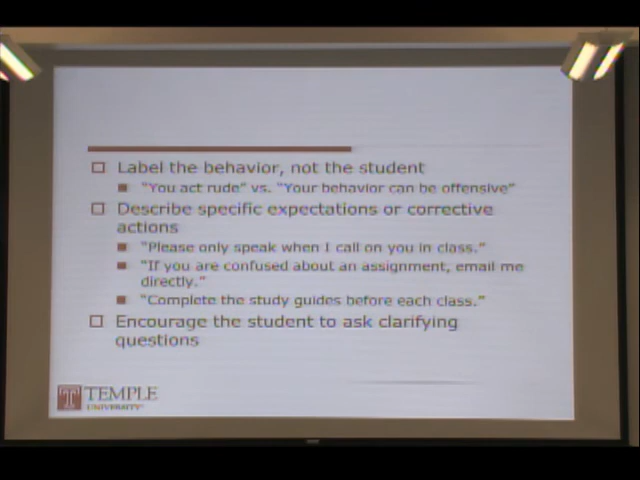 Label the behavior, not the student
"You act rude" vs. "Your behavior can be offensive"
Describe specific expectations or corrective
actions
"Please only speak when I call on you in class."
"If you are confused about an assignment, email me
directly."
"Complete the study guides before each class."
Encourage the student to ask clarifying
questions
T TEMPLE
UNIVERSITY